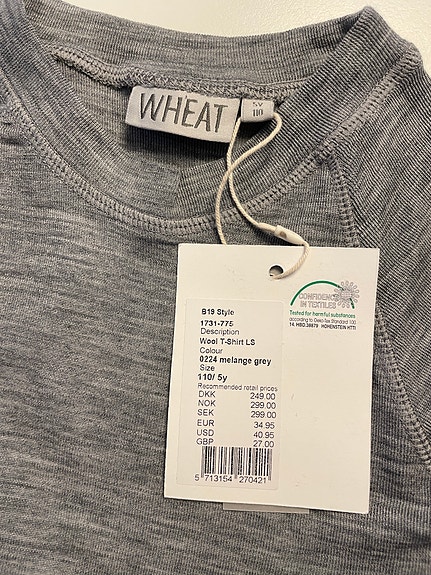 WHEAT
5Y
110
CONFIDENCE
IN TEXTILES
Tested for harmful substances
according to Oeko-Tex Standard 100
14.HBD.39879 HOHENSTEIN HTTI
B19 Style
1731-775
Description
Wool T-Shirt LS
Colour
0224 melange grey
Size
110/ 5y
Recommended retail prices
DKK 249.00
NOK 299.00
SEK 299.00
EUR 34.95
USD 40.95
GBP 27.00
5 713154 270421